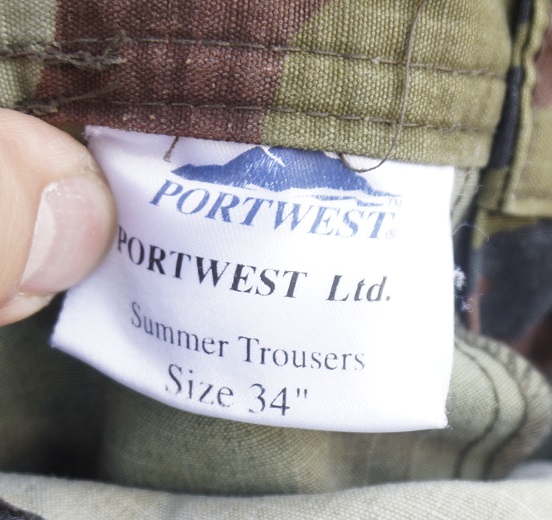 PORTWEST
PORTWEST Ltd.
Summer Trousers
Size 34"